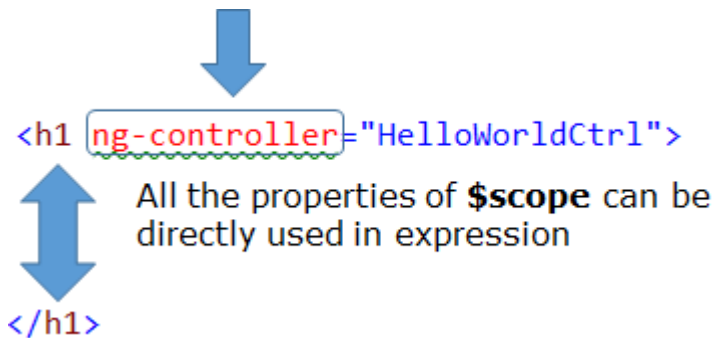 <h1 ng-controller="HelloWorldCtrl">
All the properties of $scope can be
directly used in expression
</h1>